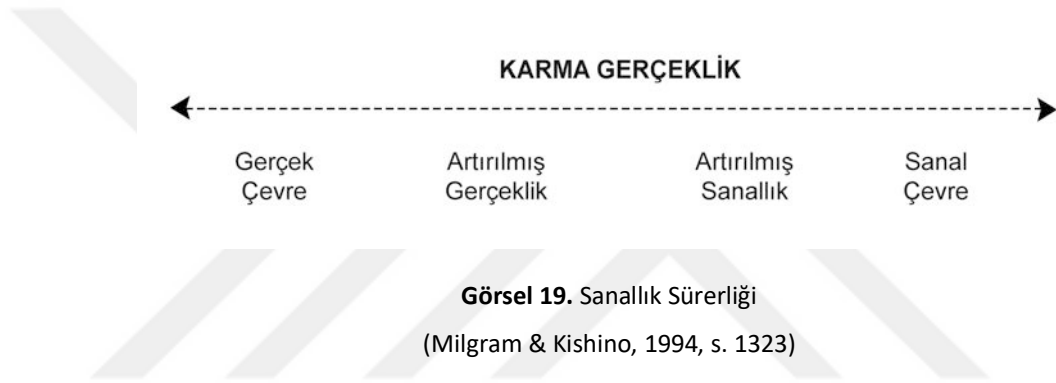 KARMA GERÇEKLİK
Gerçek Artırılmış Artırılmış Sanal
Çevre Gerçeklik Sanallık Çevre
Görsel 19. Sanallık Sürerliği
(Milgram & Kishino, 1994, s. 1323)